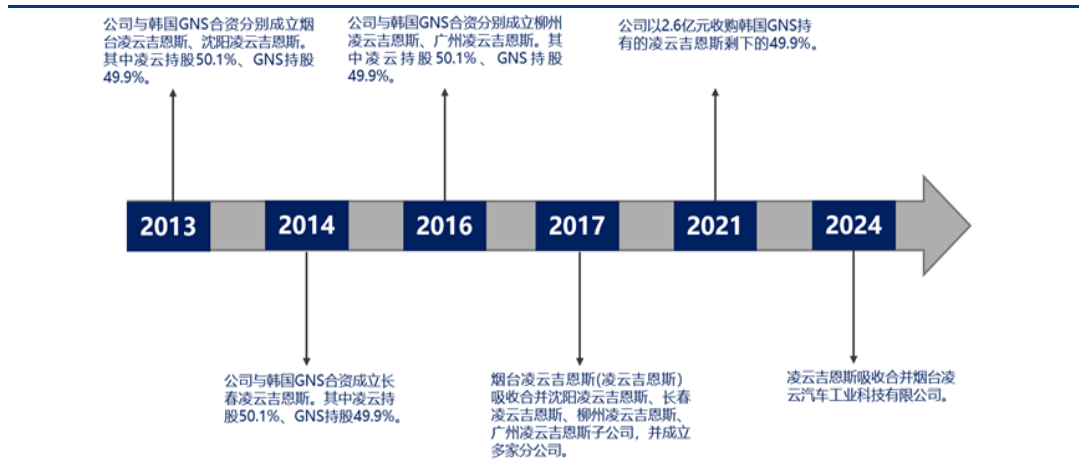 公司与韩国GNS合资分别成立烟
台凌云吉恩斯、沈阳凌云吉恩斯。
其中凌云持股50.1%、GNS持股
49.9%。
公司与韩国GNS合资分别成立柳州
凌云吉恩斯、广州凌云吉恩斯。其
中凌云持股50.1%、GNS持股
49.9%。
公司以2.6亿元收购韩国GNS持
有的凌云吉恩斯剩下的49.9%。
2013
2014
2016
2017
2021
2024
公司与韩国GNS合资成立长
春凌云吉恩斯。其中凌云持
股50.1%、GNS持股49.9%。
烟台凌云吉恩斯(凌云吉恩斯)
吸收合并沈阳凌云吉恩斯、长春
凌云吉恩斯、柳州凌云吉恩斯、
广州凌云吉恩斯子公司，并成立
多家分公司。
凌云吉恩斯吸收合并烟台凌
云汽车工业科技有限公司。